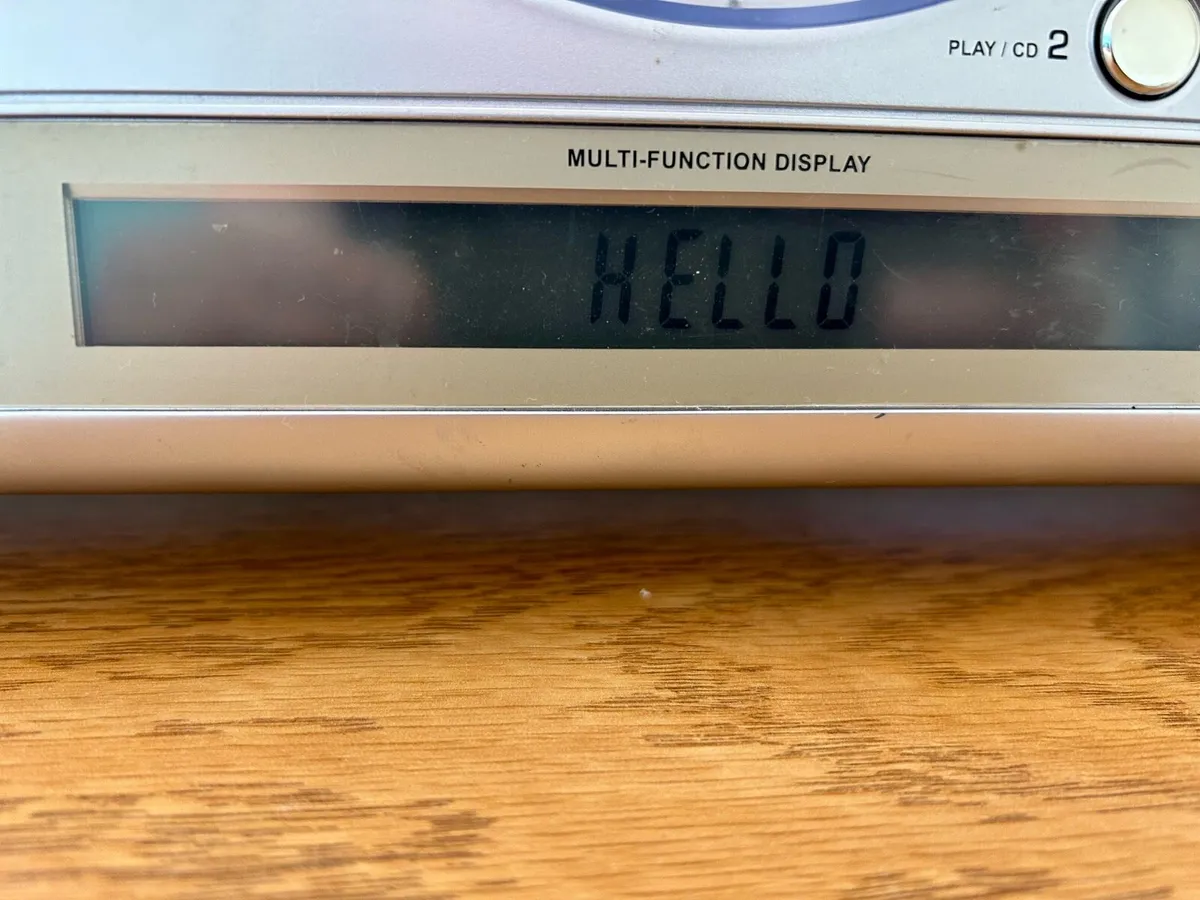 PLAY / CD 2
MULTI-FUNCTION DISPLAY
HELLO